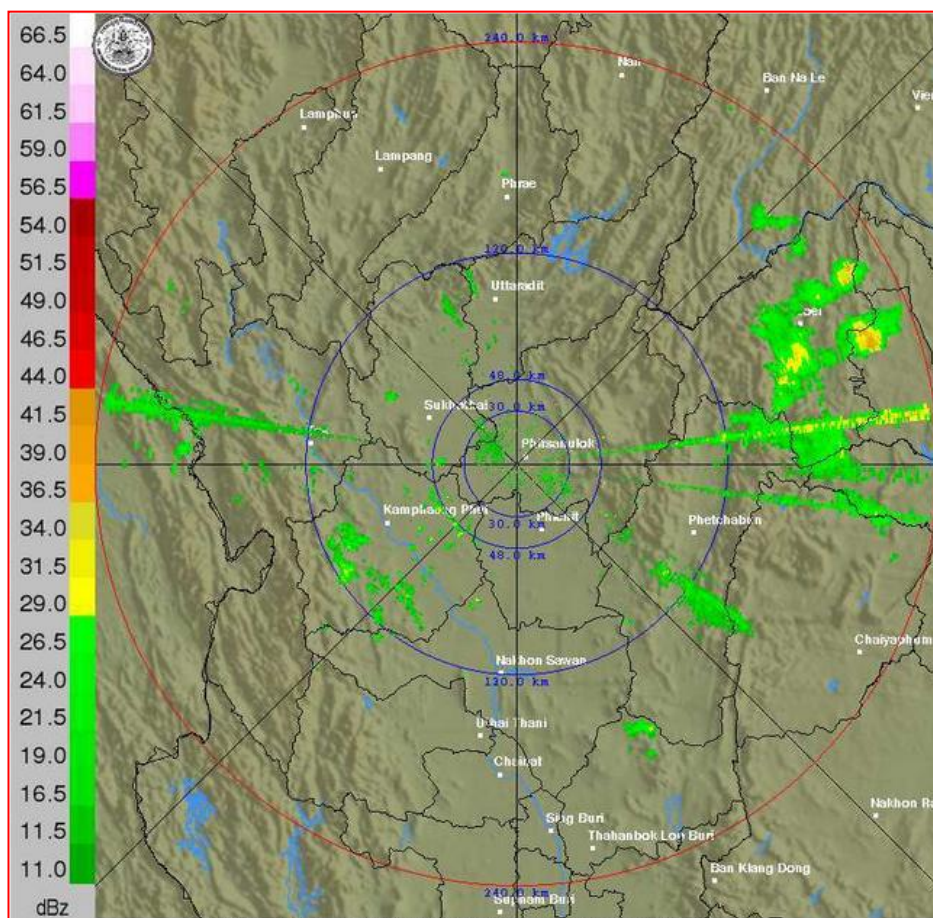 66.5
64.0
61.5
59.0
56.5
54.0
51.5
49.0
46.5
44.0
41.5
39.0
36.5
34.0
31.5
29.0
26.5
24.0
21.5
19.0
16.5
11.5
11.0
dBz
240.0 km
Nan
Ban Na Le
Lamphun
Lampang
Phrae
120.0 km
Uttaradit
48.0 km
30.0 km
Sukhothai
Phitsanulok
Kamphaeng Phet
Phichit
30.0 km
48.0 km
Phetchabun
Chaiyaphum
Nakhon Sawan
120.0 km
Uthai Thani
Chainat
Sing Buri
Thahanbok Lop Buri
Nakhon Ra
Ban Klang Dong
240.0 km
Suphan Buri